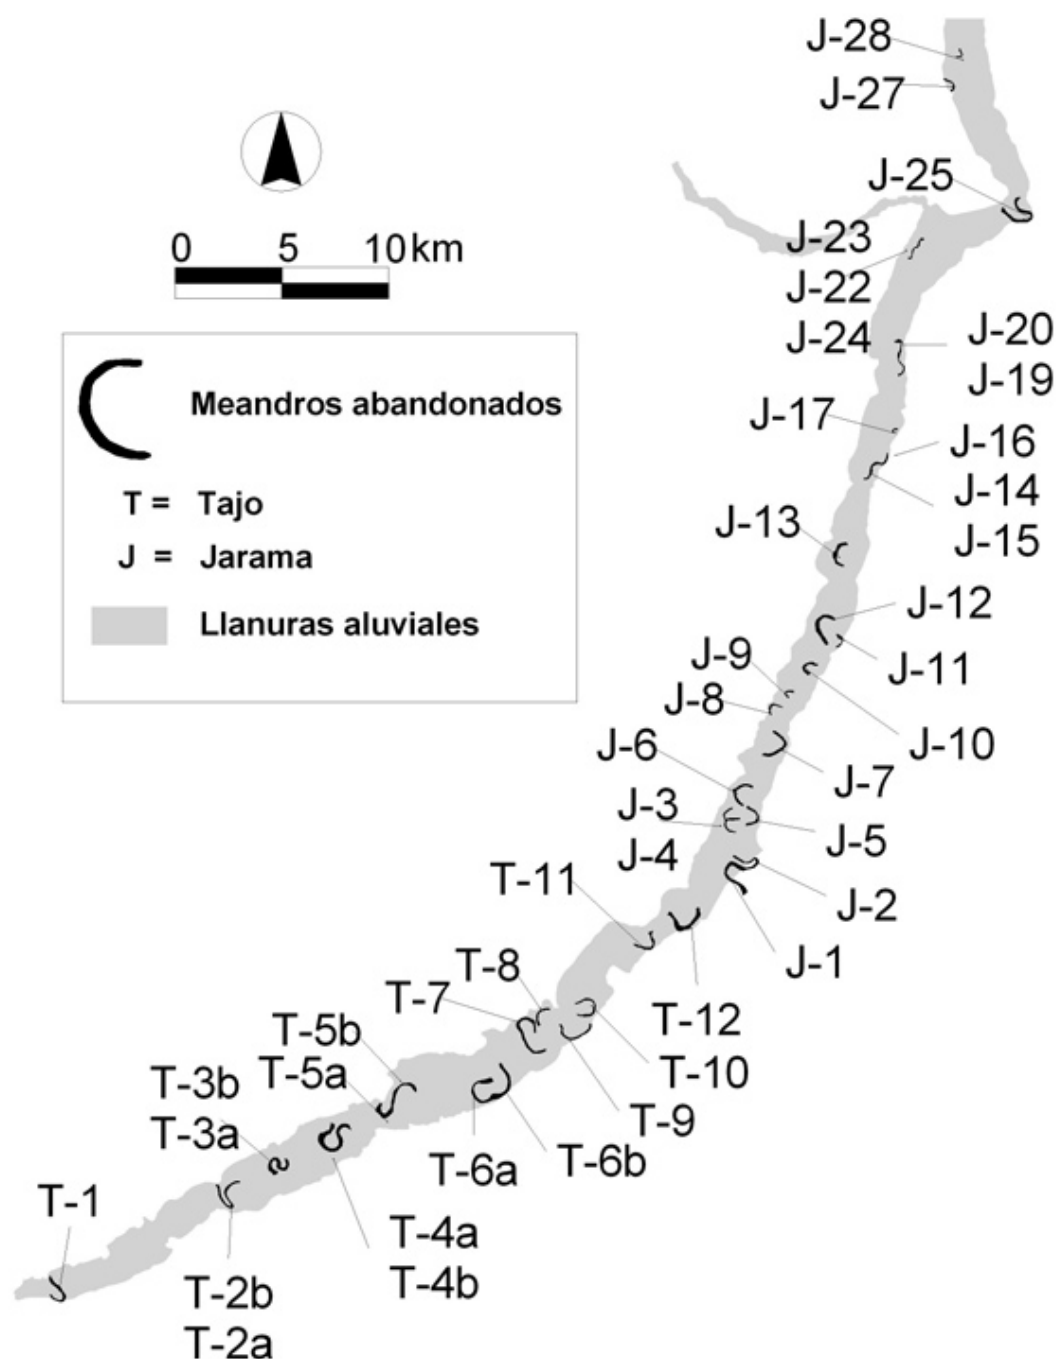 J-28
J-27
J-25
0 5 10 km
J-23
J-22
J-24
J-20
J-19
Meandros abandonados
T = Tajo
J = Jarama
Llanuras aluviales
J-17
J-16
J-14
J-15
J-13
J-12
J-11
J-9
J-8
J-10
J-7
J-6
J-3
J-4
J-5
J-2
J-1
T-11
T-12
T-8
T-7
T-10
T-9
T-5b
T-5a
T-6a
T-6b
T-3b
T-3a
T-4a
T-4b
T-1
T-2b
T-2a